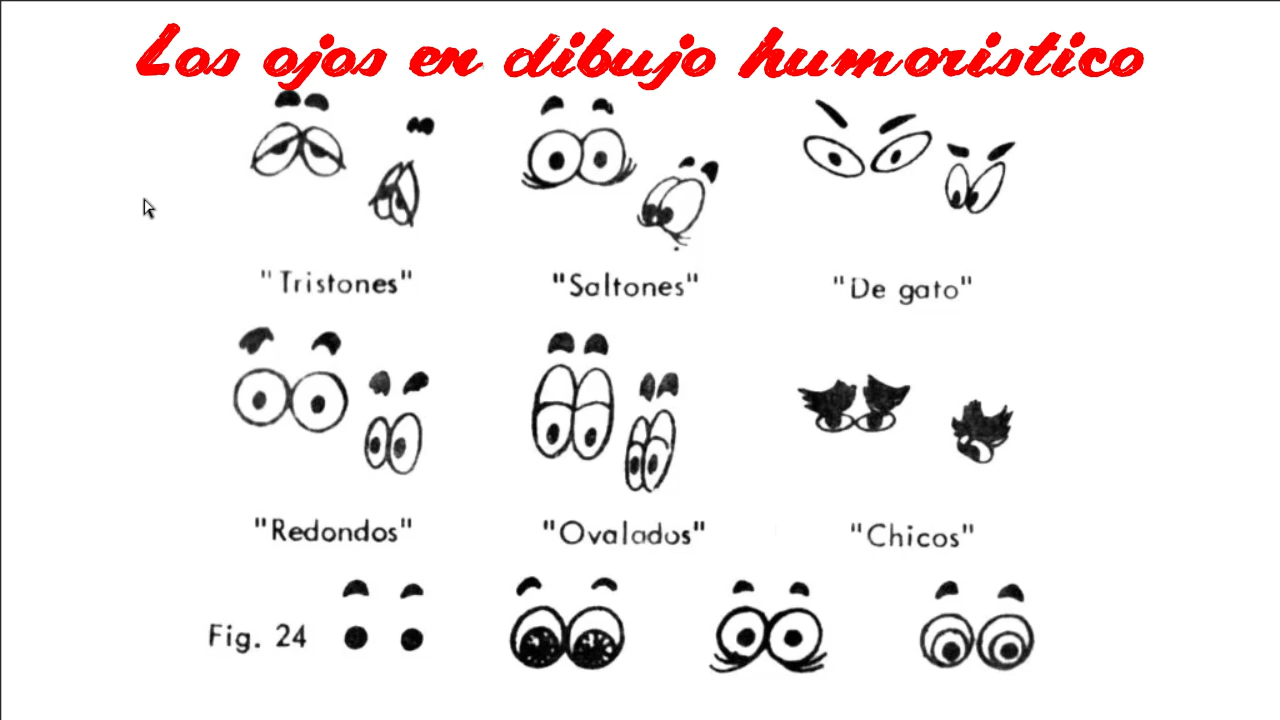 Los ojos en dibujo humoristico
"Tristones" "Saltones" "De gato"
"Redondos" "Ovalados" "Chicos"
Fig. 24